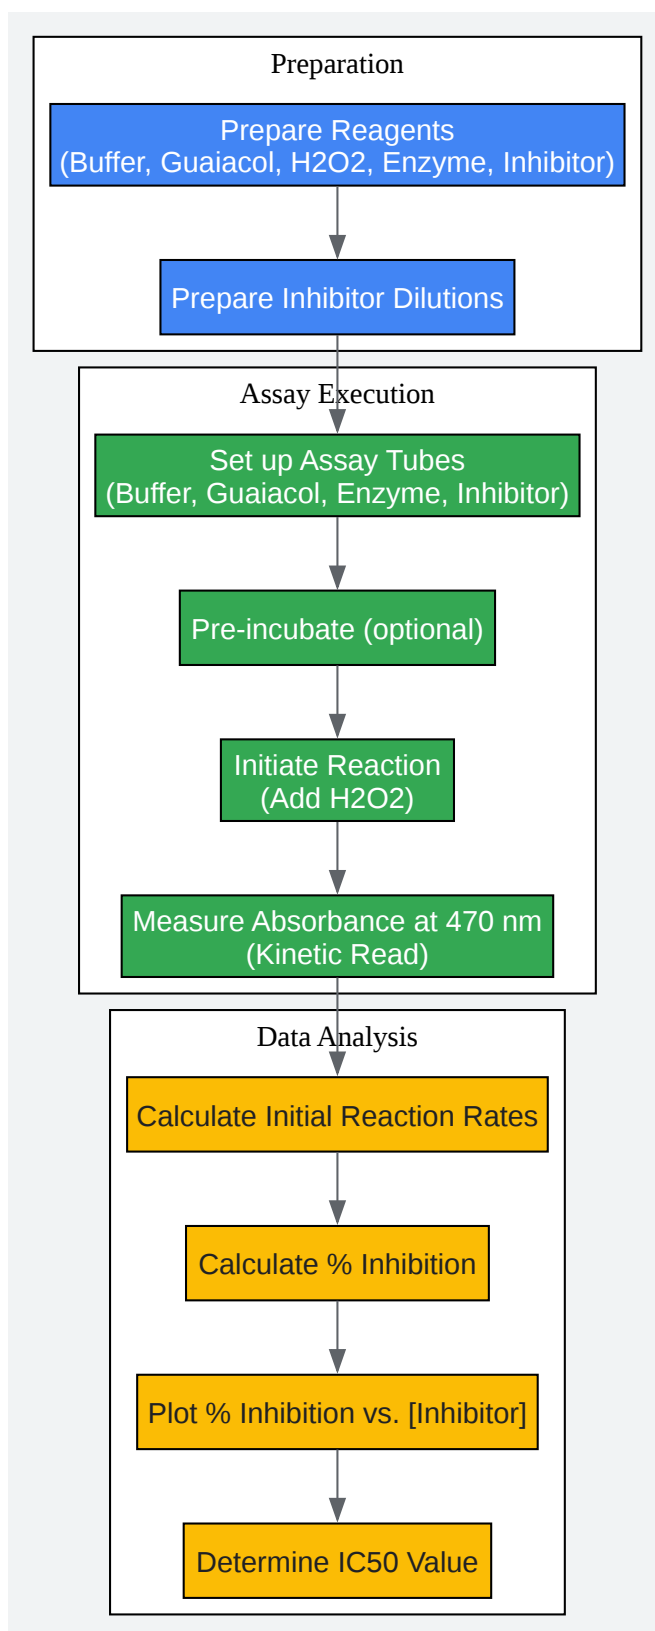 Preparation
Prepare Reagents
(Buffer, Guaiacol, H2O2, Enzyme, Inhibitor)
Prepare Inhibitor Dilutions
Assay Execution
Set up Assay Tubes
(Buffer, Guaiacol, Enzyme, Inhibitor)
Pre-incubate (optional)
Initiate Reaction
(Add H2O2)
Measure Absorbance at 470 nm
(Kinetic Read)
Data Analysis
Calculate Initial Reaction Rates
Calculate % Inhibition
Plot % Inhibition vs. [Inhibitor]
Determine IC50 Value